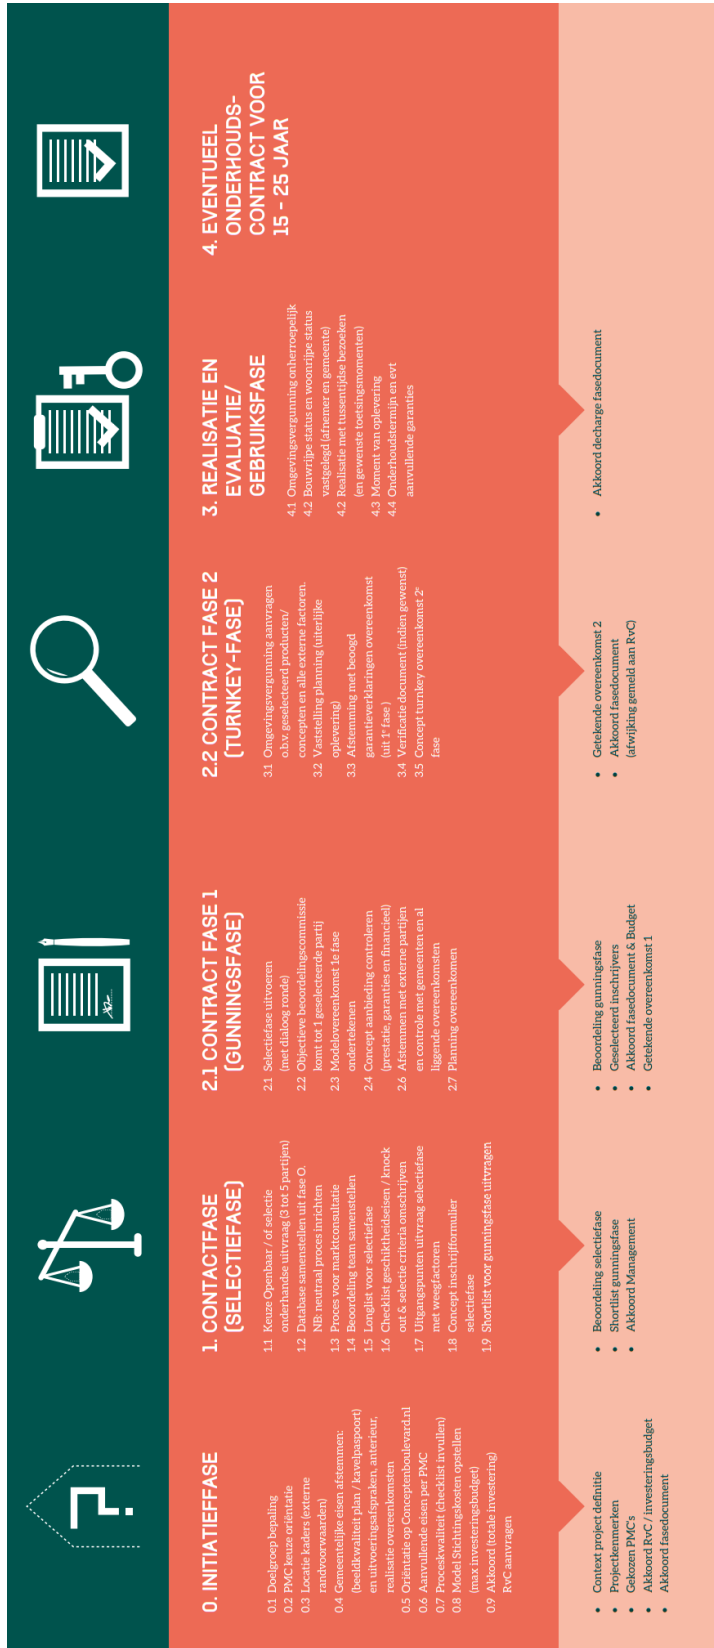 0. INITIATIEFFASE
0.1 Doelgroep bepaling
0.2 PMC keuze oriëntatie
0.3 Locatie kaders (externe
randvoorwaarden)
0.4 Gemeentelijke eisen afstemmen:
(beeldkwaliteit plan / kavelpaspoort)
en uitvoeringsafspraken, anterieur,
realisatie overeenkomsten
0.5 Oriëntatie op Conceptenboulevard.nl
0.6 Aanvullende eisen per PMC
0.7 Proceskwaliteit (checklist invullen)
0.8 Model Stichtingskosten opstellen
(max investeringsbudget)
0.9 Akkoord (totale investering)
RvC aanvragen
• Context project definitie
• Projectkenmerken
• Gekozen PMC's
• Akkoord RvC / investeringsbudget
• Akkoord fasedocument
1. CONTACTFASE
(SELECTIEFASE)
1.1 Keuze Openbaar / of selectie
onderhandse uitvraag (3 tot 5 partijen)
1.2 Database samenstellen uit fase O.
NB: neutraal proces inrichten
1.3 Proces voor marktconsultatie
1.4 Beoordeling team samenstellen
1.5 Longlist voor selectiefase
1.6 Checklist geschiktheidseisen / knock
out & selectie criteria omschrijven
1.7 Uitgangspunten uitvraag selectiefase
met weegfactoren
1.8 Concept inschrijfformulier
selectiefase
1.9 Shortlist voor gunningsfase uitvragen
• Beoordeling selectiefase
• Shortlist gunningsfase
• Akkoord Management
2.1 CONTRACT FASE 1
(GUNNINGSFASE)
2.1 Selectiefase uitvoeren
(met dialoog ronde)
2.2 Objectieve beoordelingscommissie
komt tot 1 geselecteerde partij
2.3 Modelovereenkomst 1e fase
ondertekenen
2.4 Concept aanbieding controleren
(prestatie, garanties en financieel)
2.6 Afstemmen met externe partijen
en controle met gemeenten en al
liggende overeenkomsten
2.7 Planning overeenkomen
• Beoordeling gunningsfase
• Geselecteerd inschrijvers
• Akkoord fasedocument & Budget
• Getekende overeenkomst 1
2.2 CONTRACT FASE 2
(TURNKEY-FASE)
3.1 Omgevingsvergunning aanvragen
o.b.v. geselecteerd producten/
concepten en alle externe factoren.
3.2 Vaststelling planning (uiterlijke
oplevering)
3.3 Afstemming met beoogd
garantieverklaringen overeenkomst
(uit 1e fase )
3.4 Verificatie document (indien gewenst)
3.5 Concept turnkey overeenkomst 2e
fase
• Getekende overeenkomst 2
• Akkoord fasedocument
(afwijking gemeld aan RvC)
3. REALISATIE EN
EVALUATIE/
GEBRUIKSFASE
4.1 Omgevingsvergunning onherroepelijk
4.2 Bouwrijpe status en woonrijpe status
vastgelegd (afnemer en gemeente)
4.2 Realisatie met tussentijdse bezoeken
(en gewenste toetsingsmomenten)
4.3 Moment van oplevering
4.4 Onderhoudstermijn en evt
aanvullende garanties
• Akkoord decharge fasedocument
4. EVENTUEEL
ONDERHOUDS-
CONTRACT VOOR
15 - 25 JAAR